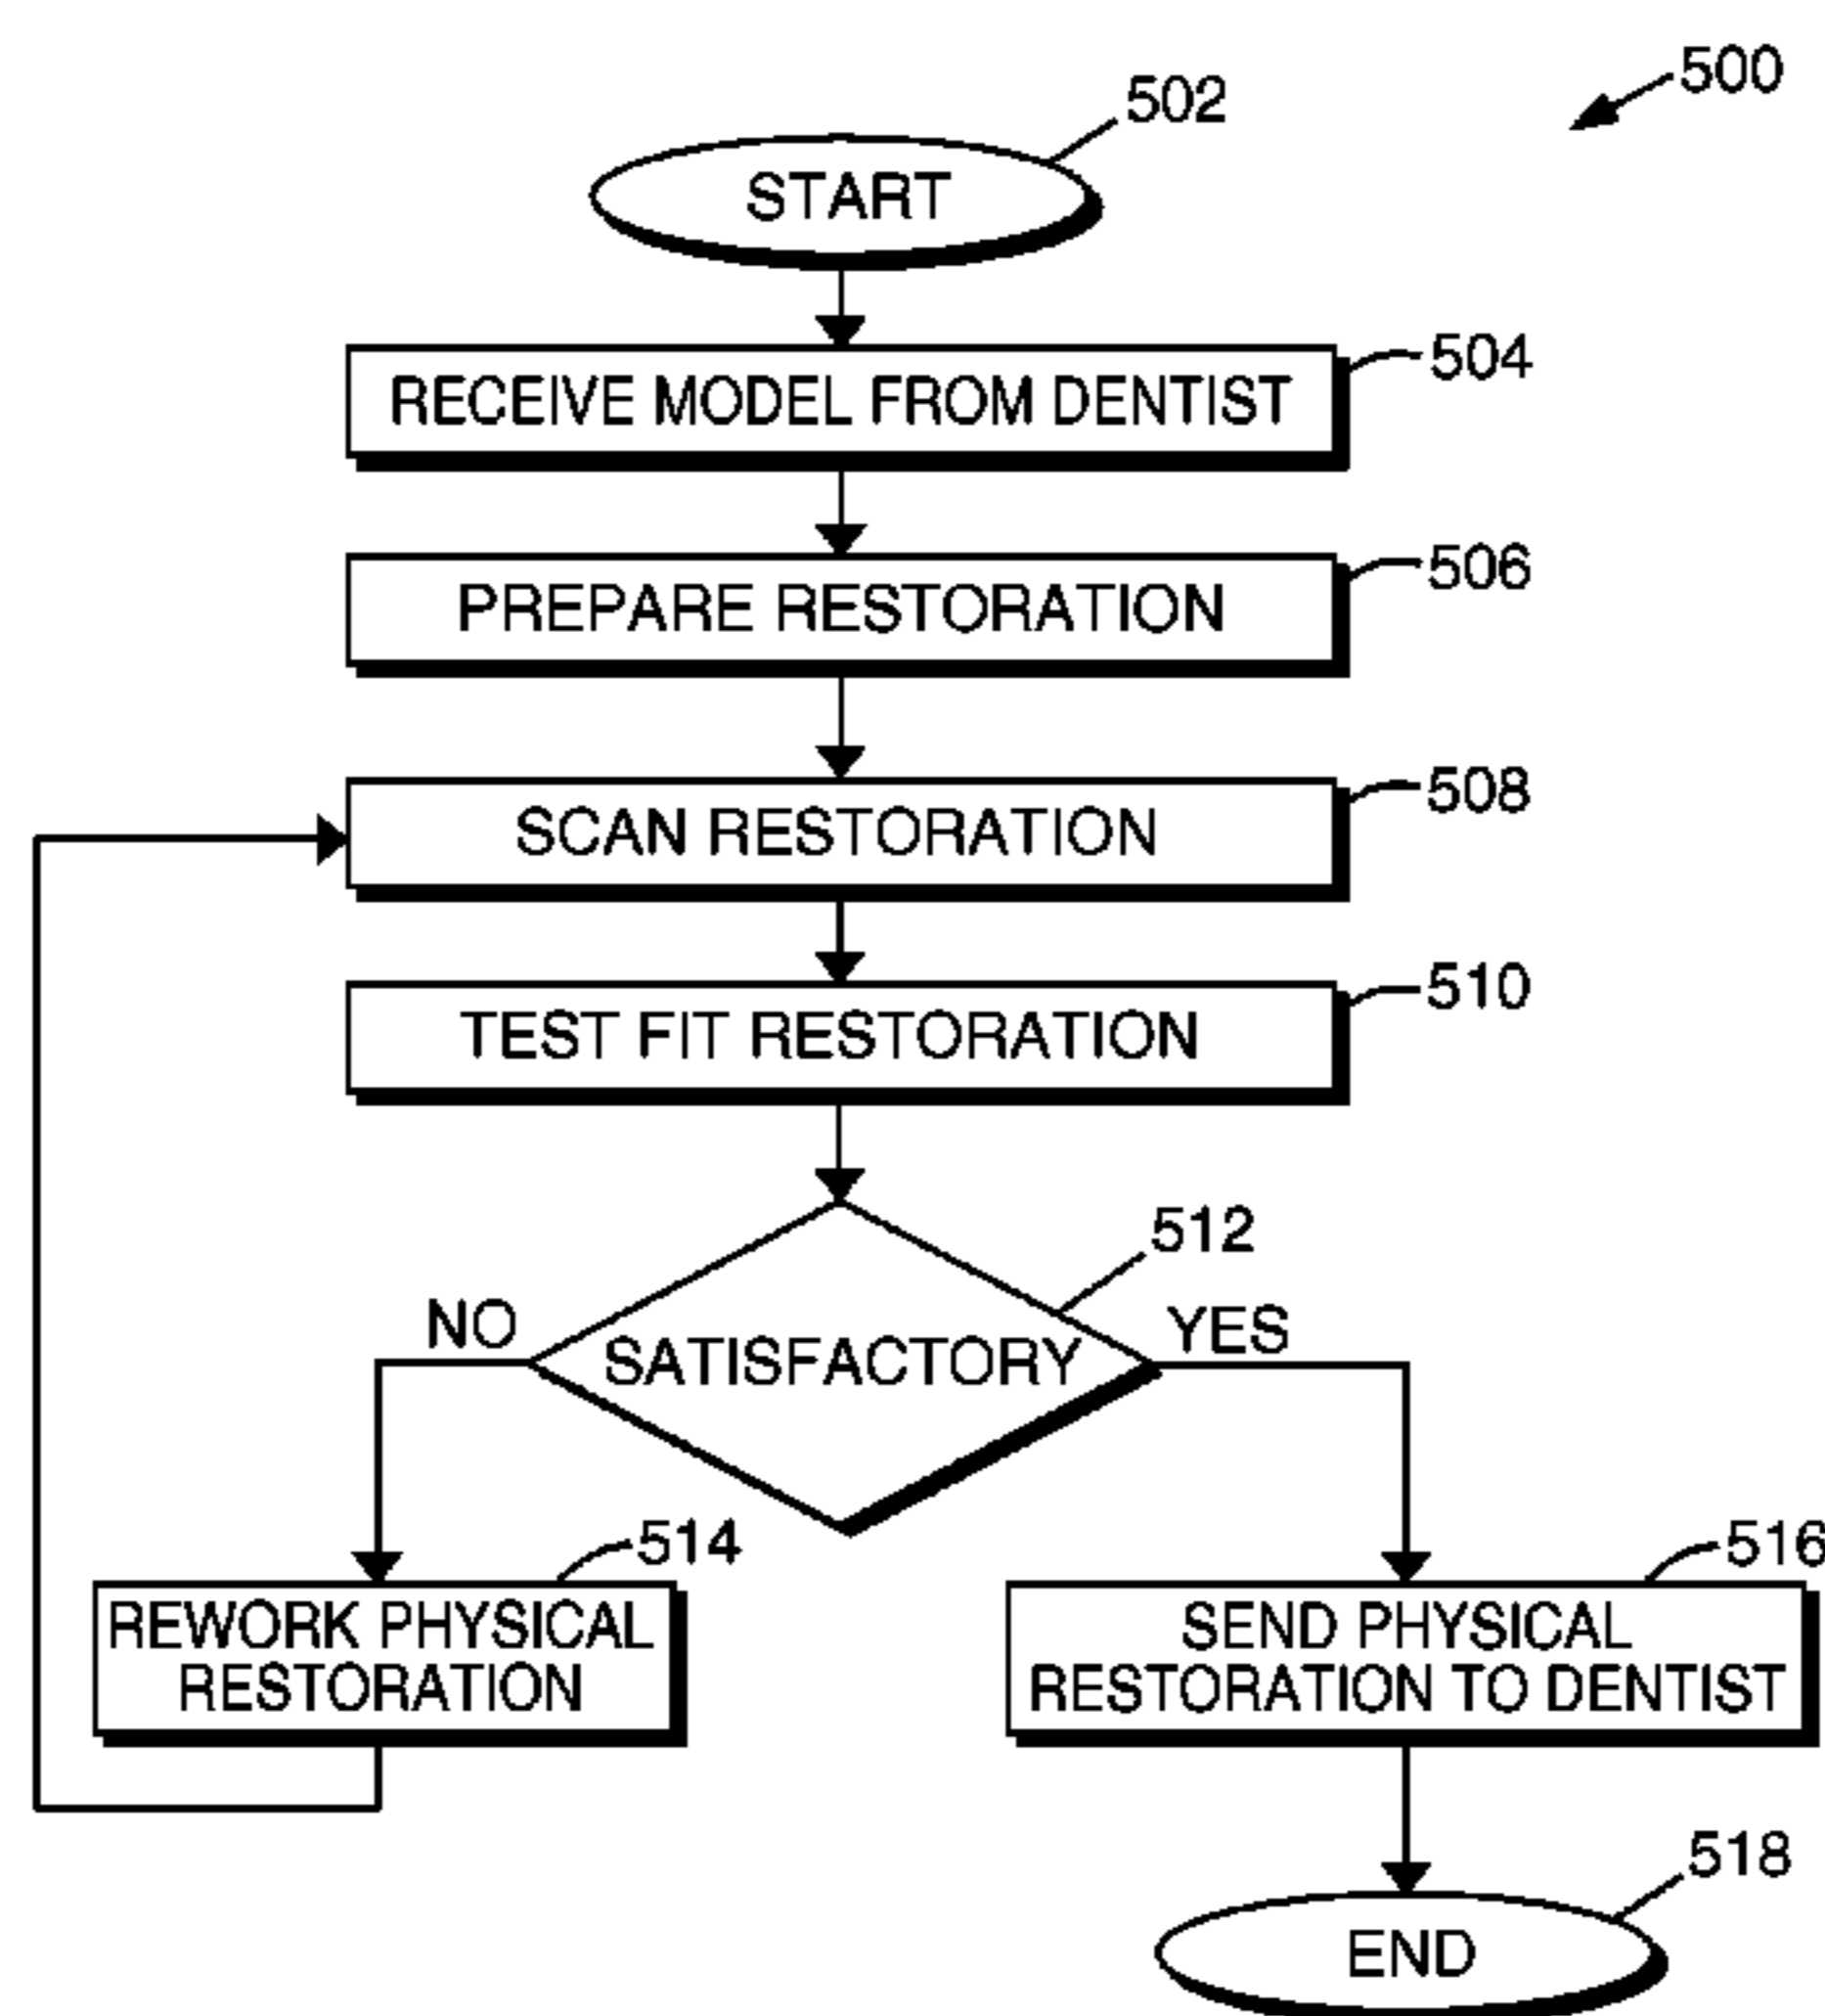 500
502
START
504
RECEIVE MODEL FROM DENTIST
506
PREPARE RESTORATION
508
SCAN RESTORATION
510
TEST FIT RESTORATION
512
NO
SATISFACTORY
YES
514
REWORK PHYSICAL
RESTORATION
516
SEND PHYSICAL
RESTORATION TO DENTIST
518
END